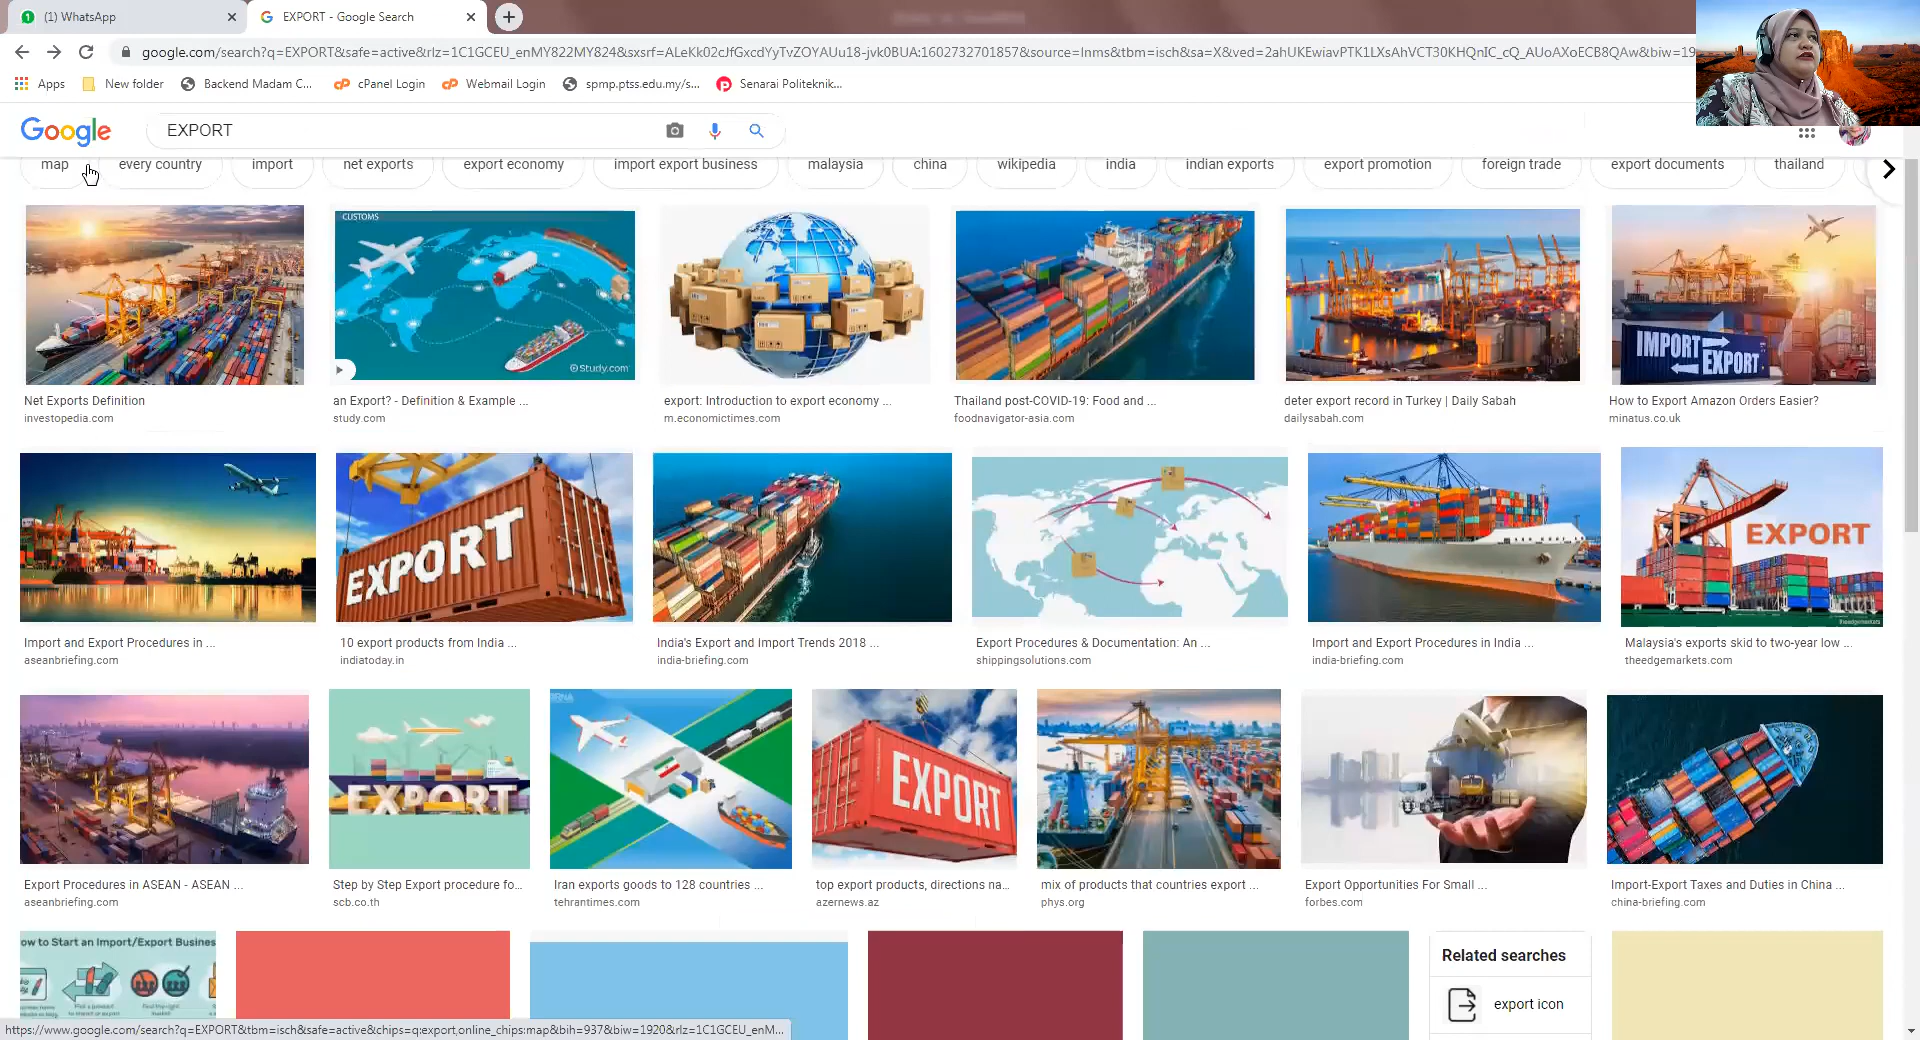 (1) WhatsApp
EXPORT - Google Search
google.com/search?q=EXPORT&safe=active&rlz=1C1GCEU_enMY822MY824&sxsrf=ALeKk02cJfGxcdYyTvZOYAUu18-jvk0BUA:1602732701857&source=lnms&tbm=isch&sa=X&ved=2ahUKEwiavPTK1LXsAhVCT30KHQnIC_cQ_AUoAXoECB8QAw&biw=19
Apps New folder Backend Madam C... cPanel Login Webmail Login spmp.ptss.edu.my/s... Senarai Politeknik...
Google EXPORT
map every country import net exports export economy import export business malaysia china wikipedia india indian exports export promotion foreign trade export documents thailand
CUSTOMS
Study.com
IMPORT
EXPORT
Net Exports Definition
investopedia.com
an Export? - Definition & Example ...
study.com
export: Introduction to export economy ...
m.economictimes.com
Thailand post-COVID-19: Food and ...
foodnavigator-asia.com
deter export record in Turkey | Daily Sabah
dailysabah.com
How to Export Amazon Orders Easier?
minatus.co.uk
EXPORT
EXPORT
theedgemarkets
Import and Export Procedures in ...
aseanbriefing.com
10 export products from India ...
indiatoday.in
India's Export and Import Trends 2018 ...
india-briefing.com
Export Procedures & Documentation: An ...
shippingsolutions.com
Import and Export Procedures in India ...
india-briefing.com
Malaysia's exports skid to two-year low ...
theedgemarkets.com
EXPORT
IRNA
EXPORT
Export Procedures in ASEAN - ASEAN ...
aseanbriefing.com
Step by Step Export procedure fo...
scb.co.th
Iran exports goods to 128 countries ...
tehrantimes.com
top export products, directions na...
azernews.az
mix of products that countries export ...
phys.org
Export Opportunities For Small ...
forbes.com
Import-Export Taxes and Duties in China ...
china-briefing.com
ow to Start an Import/Export Business
Related searches
export icon
https://www.google.com/search?q=EXPORT&tbm=isch&safe=active&chips=q:export,online_chips:map&bih=937&biw=1920&rlz=1C1GCEU_enM...